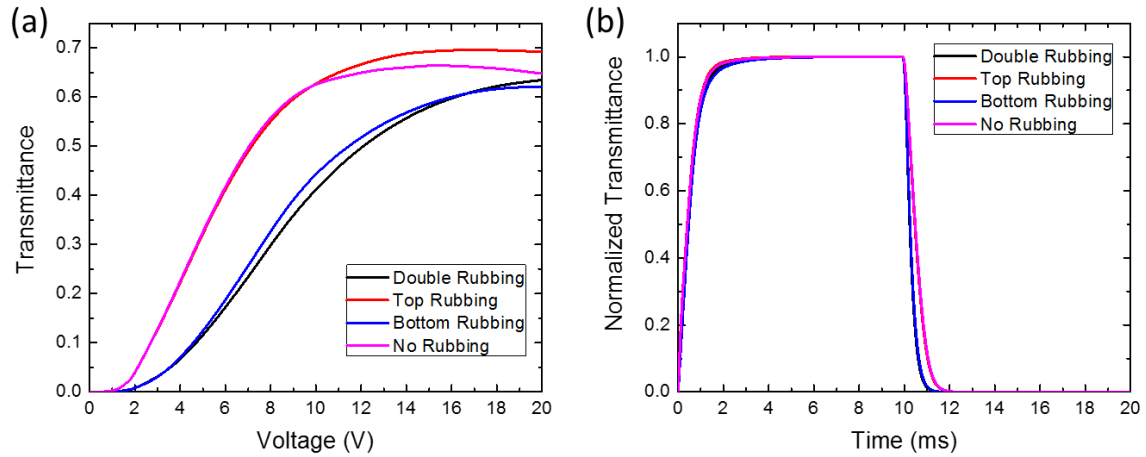 (a)
Transmittance
0.7
0.6
0.5
0.4
0.3
0.2
0.1
0.0
Double Rubbing
Top Rubbing
Bottom Rubbing
No Rubbing
0 2 4 6 8 10 12 14 16 18 20
Voltage (V)
(b)
Normalized Transmittance
1.0
0.8
0.6
0.4
0.2
0.0
Double Rubbing
Top Rubbing
Bottom Rubbing
No Rubbing
0 2 4 6 8 10 12 14 16 18 20
Time (ms)